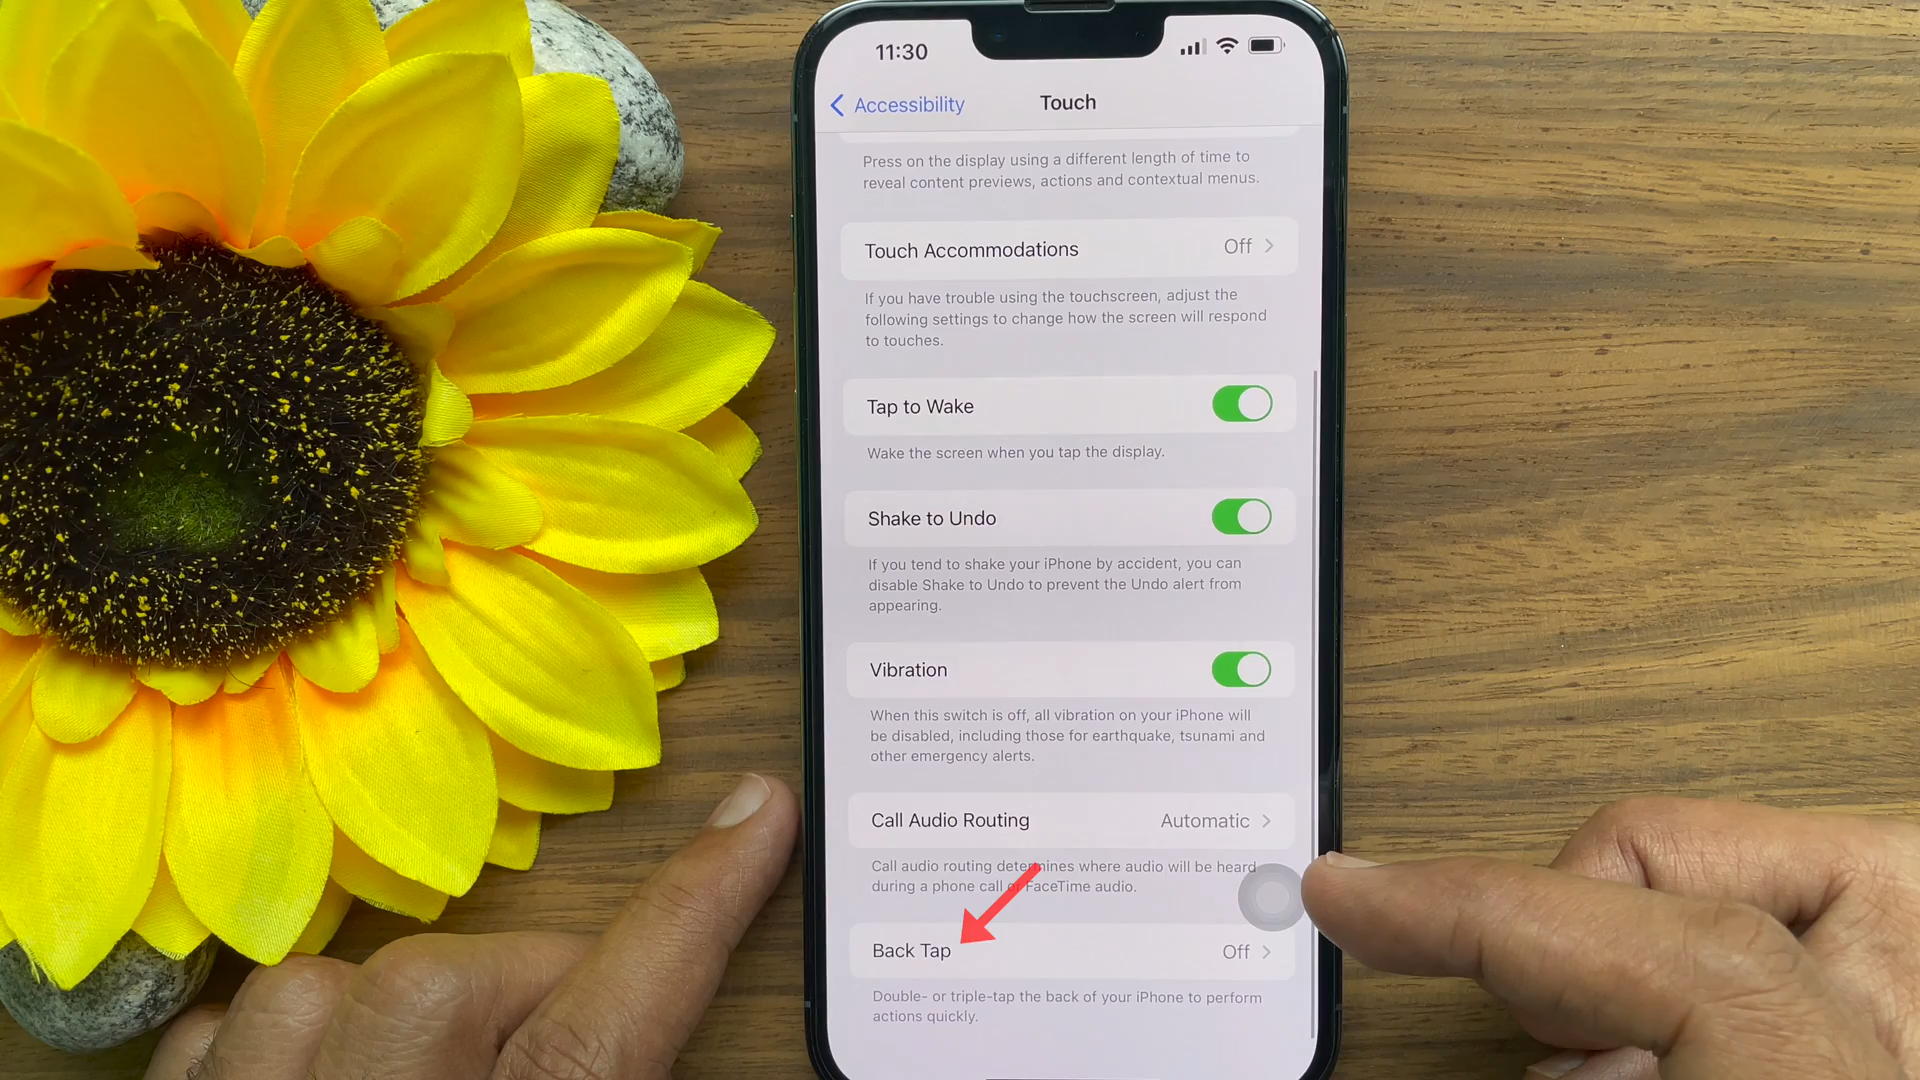 11:30
Accessibility
Touch
Press on the display using a different length of time to
reveal content previews, actions and contextual menus.
Touch Accommodations Off
If you have trouble using the touchscreen, adjust the
following settings to change how the screen will respond
to touches.
Tap to Wake
Wake the screen when you tap the display.
Shake to Undo
If you tend to shake your iPhone by accident, you can
disable Shake to Undo to prevent the Undo alert from
appearing.
Vibration
When this switch is off, all vibration on your iPhone will
be disabled, including those for earthquake, tsunami and
other emergency alerts.
Call Audio Routing Automatic
Call audio routing determines where audio will be heard
during a phone call or FaceTime audio.
Back Tap Off
Double- or triple-tap the back of your iPhone to perform
actions quickly.